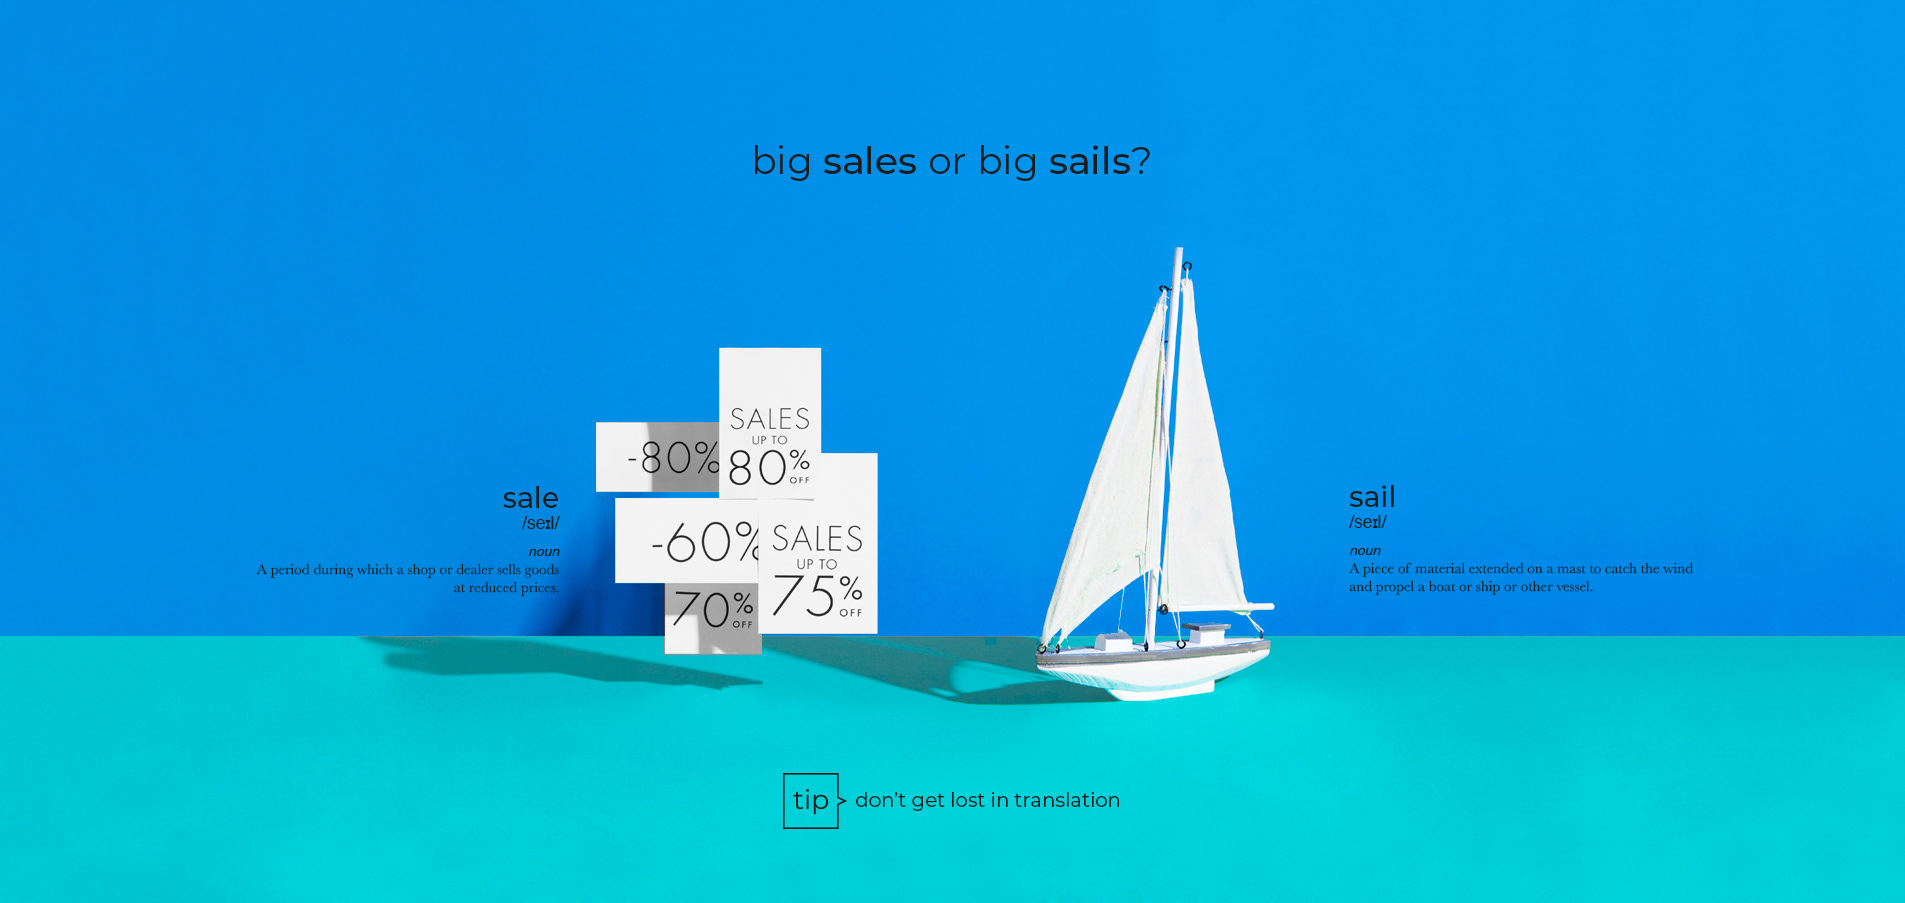 big sales or big sails?
SALES
UP TO
80%
OFF
-80%
sale
/seɪl/
noun
A period during which a shop or dealer sells goods
at reduced prices.
-60%
SALES
UP TO
75%
OFF
70%
OFF
sail
/seɪl/
noun
A piece of material extended on a mast to catch the wind
and propel a boat or ship or other vessel.
tip
don't get lost in translation